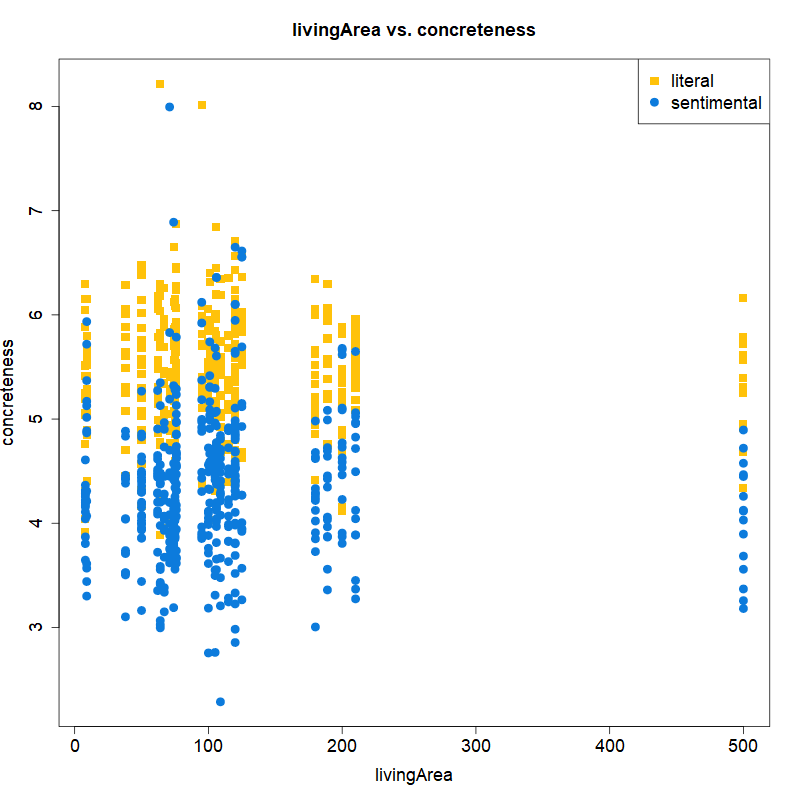 livingArea vs. concreteness
literal
sentimental
8
7
6
5
4
3
concreteness
0 100 200 300 400 500
livingArea